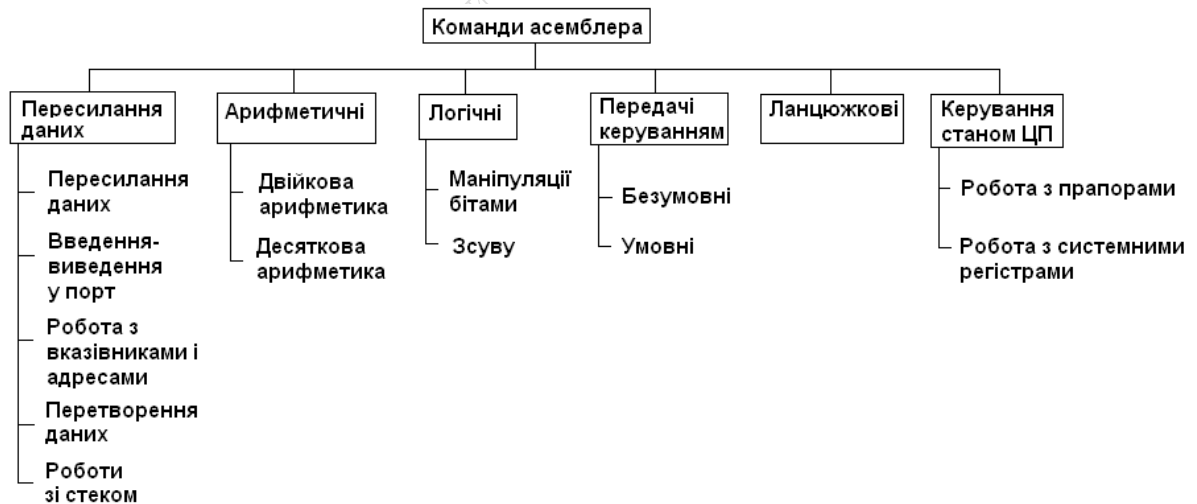 Команди асемблера
Пересилання
даних
Арифметичні
Логічні
Передачі
керуванням
Ланцюжкові
Керування
станом ЦП
Пересилання
даних
Введення-
виведення
у порт
Робота з
вказівниками і
адресами
Перетворення
даних
Роботи
зі стеком
Двійкова
арифметика
Десяткова
арифметика
Маніпуляції
бітами
Зсуву
Безумовні
Умовні
Робота з прапорами
Робота з системними
регістрами